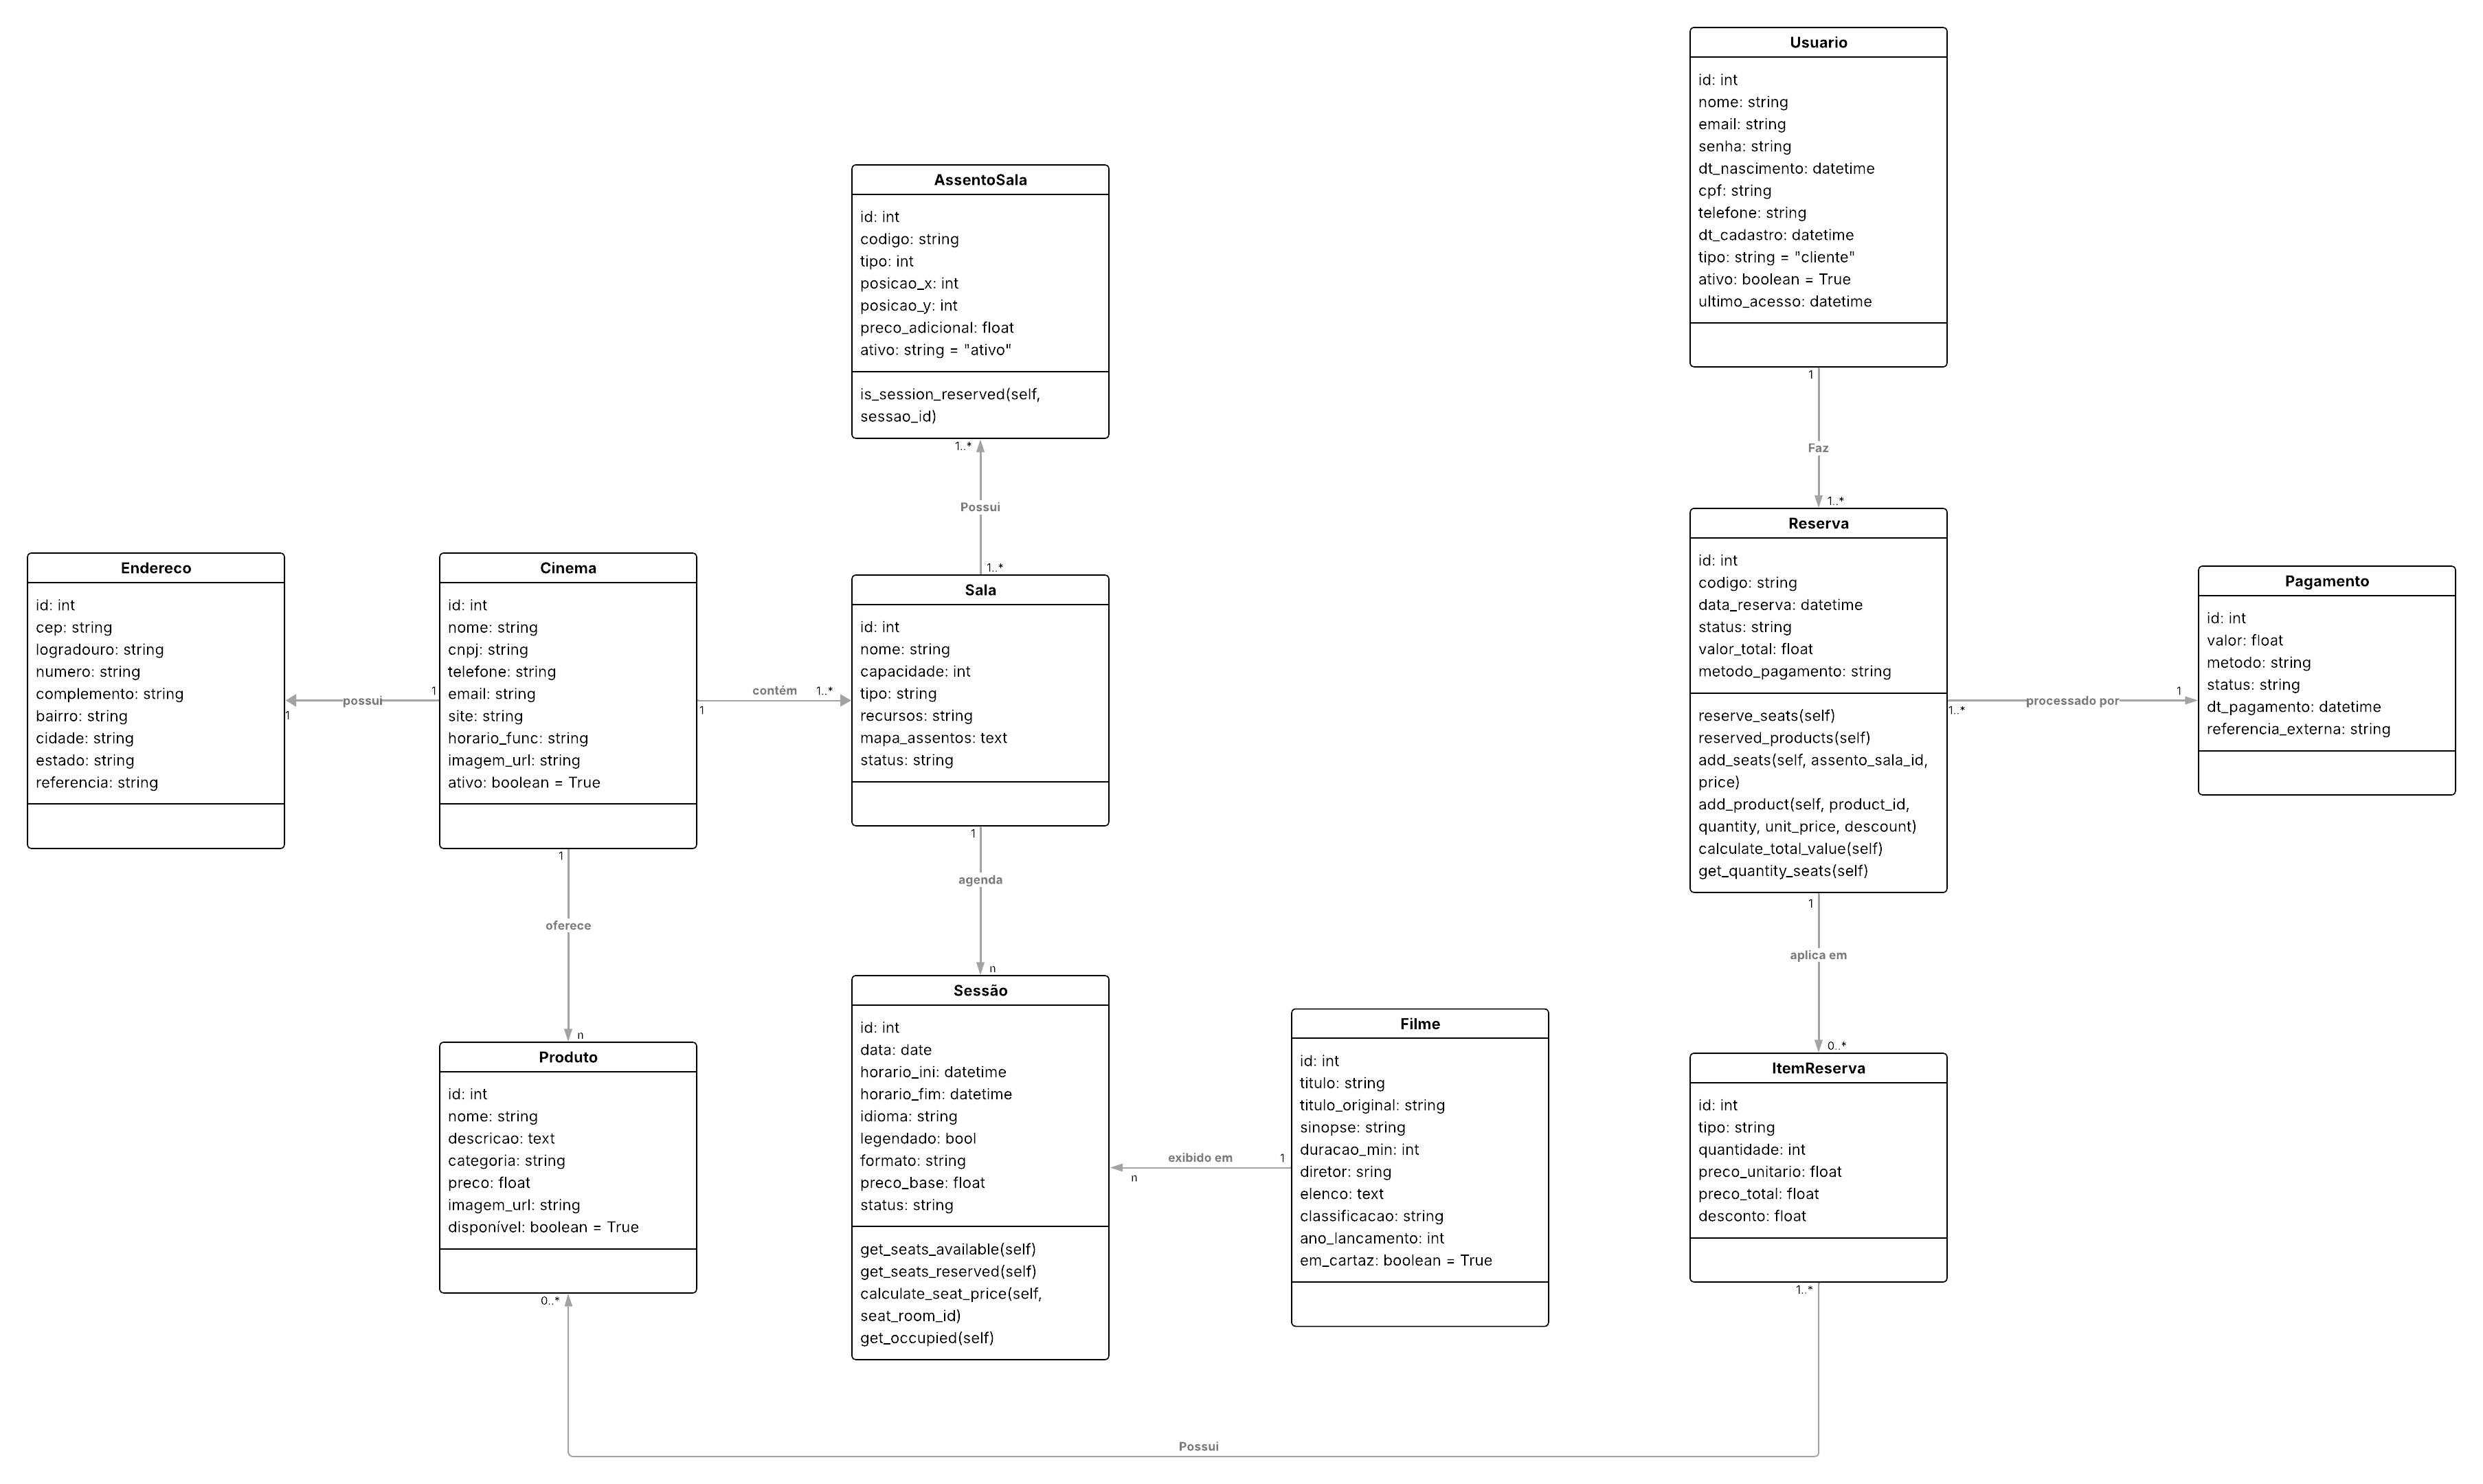 Usuario
id: int
nome: string
email: string
senha: string
dt_nascimento: datetime
cpf: string
telefone: string
dt_cadastro: datetime
tipo: string = "cliente"
ativo: boolean = True
ultimo_acesso: datetime
1
Faz
1..*
AssentoSala
id: int
codigo: string
tipo: int
posicao_x: int
posicao_y: int
preco_adicional: float
ativo: string = "ativo"
is_session_reserved(self,
sessao_id)
1..*
Possui
1..*
Endereco
id: int
cep: string
logradouro: string
numero: string
complemento: string
bairro: string
cidade: string
estado: string
referencia: string
1
possui
1
Cinema
id: int
nome: string
cnpj: string
telefone: string
email: string
site: string
horario_func: string
imagem_url: string
ativo: boolean = True
1
contém
1..*
Sala
id: int
nome: string
capacidade: int
tipo: string
recursos: string
mapa_assentos: text
status: string
Reserva
id: int
codigo: string
data_reserva: datetime
status: string
valor_total: float
metodo_pagamento: string
reserve_seats(self)
reserved_products(self)
add_seats(self, assento_sala_id,
price)
add_product(self, product_id,
quantity, unit_price, descount)
calculate_total_value(self)
get_quantity_seats(self)
1..*
processado por
1
Pagamento
id: int
valor: float
metodo: string
status: string
dt_pagamento: datetime
referencia_externa: string
1
oferece
n
1
agenda
n
1
aplica em
0..*
Produto
id: int
nome: string
descricao: text
categoria: string
preco: float
imagem_url: string
disponível: boolean = True
0..*
Sessão
id: int
data: date
horario_ini: datetime
horario_fim: datetime
idioma: string
legendado: bool
formato: string
preco_base: float
status: string
get_seats_available(self)
get_seats_reserved(self)
calculate_seat_price(self,
seat_room_id)
get_occupied(self)
n
exibido em
1
Filme
id: int
titulo: string
titulo_original: string
sinopse: string
duracao_min: int
diretor: sring
elenco: text
classificacao: string
ano_lancamento: int
em_cartaz: boolean = True
ItemReserva
id: int
tipo: string
quantidade: int
preco_unitario: float
preco_total: float
desconto: float
1..*
Possui